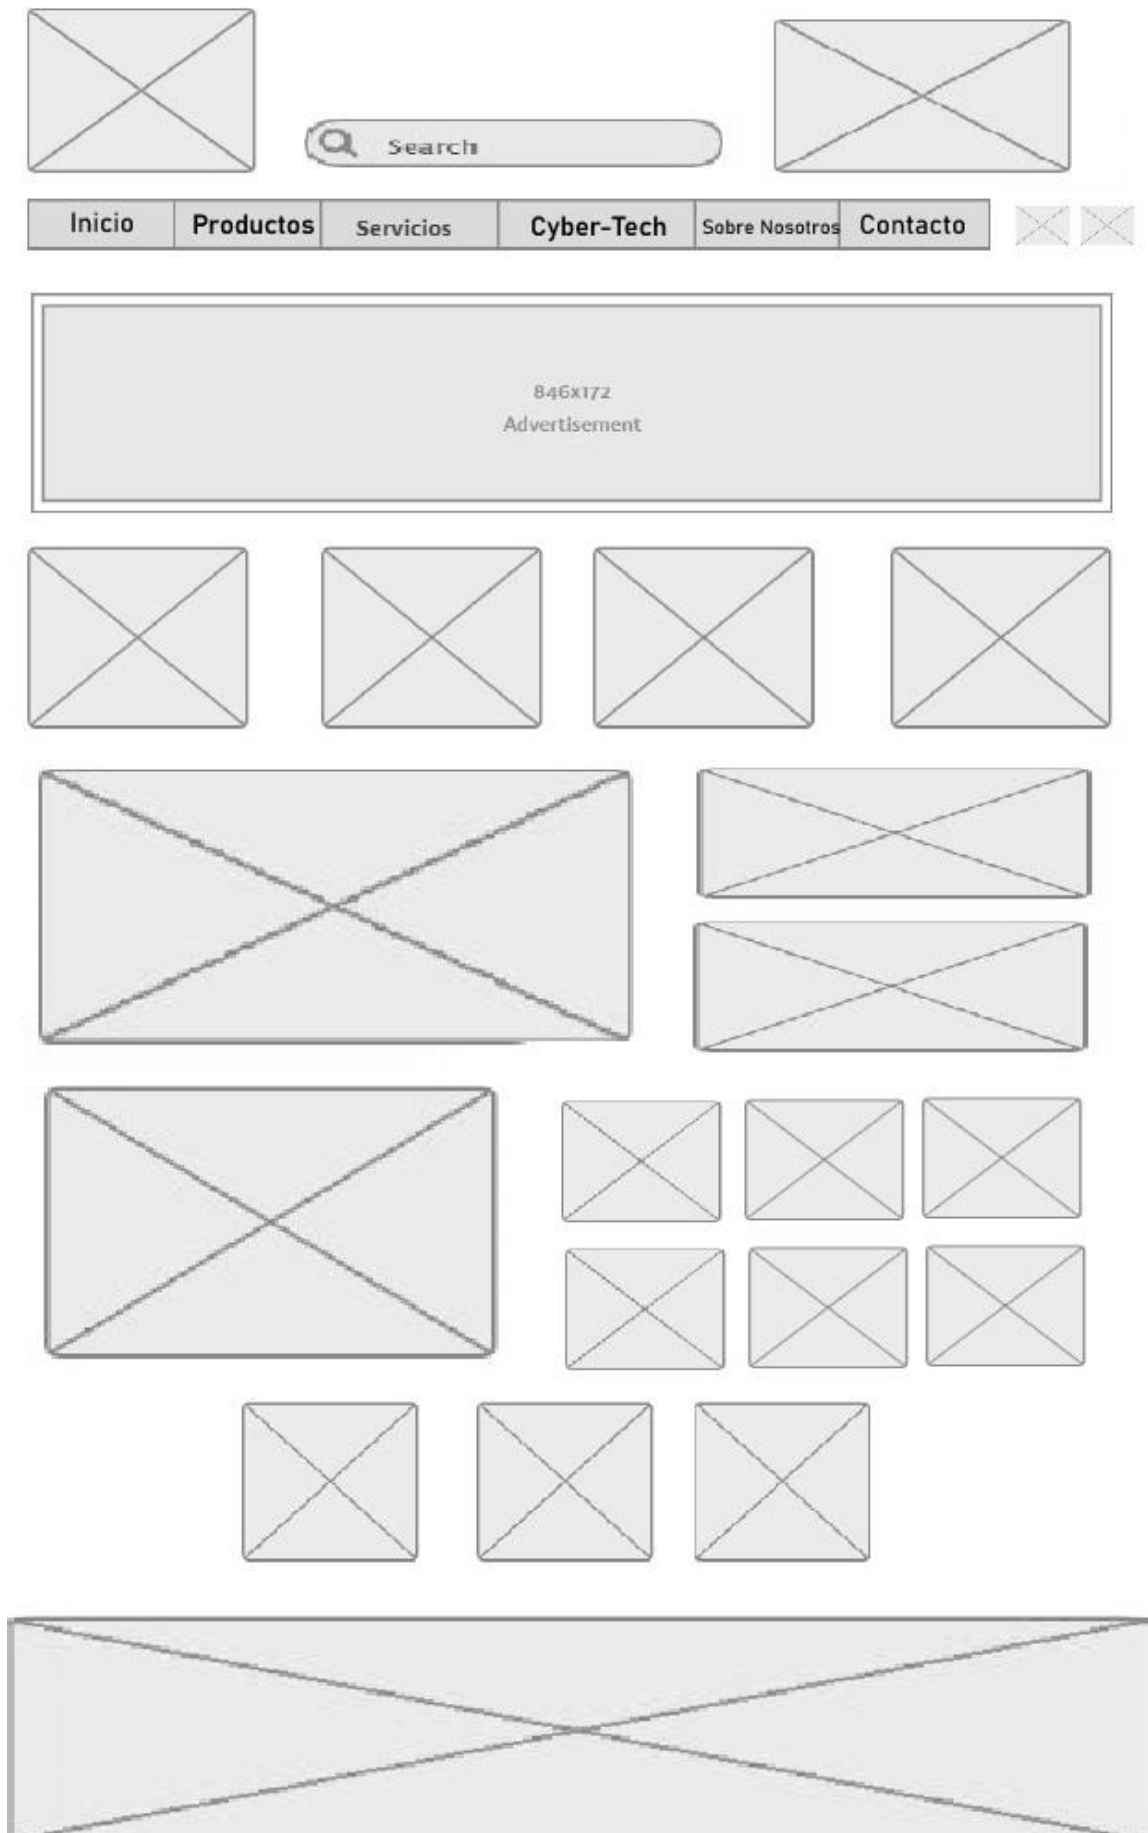 Search
Inicio Productos Servicios Cyber-Tech Sobre Nosotros Contacto
846x172
Advertisement